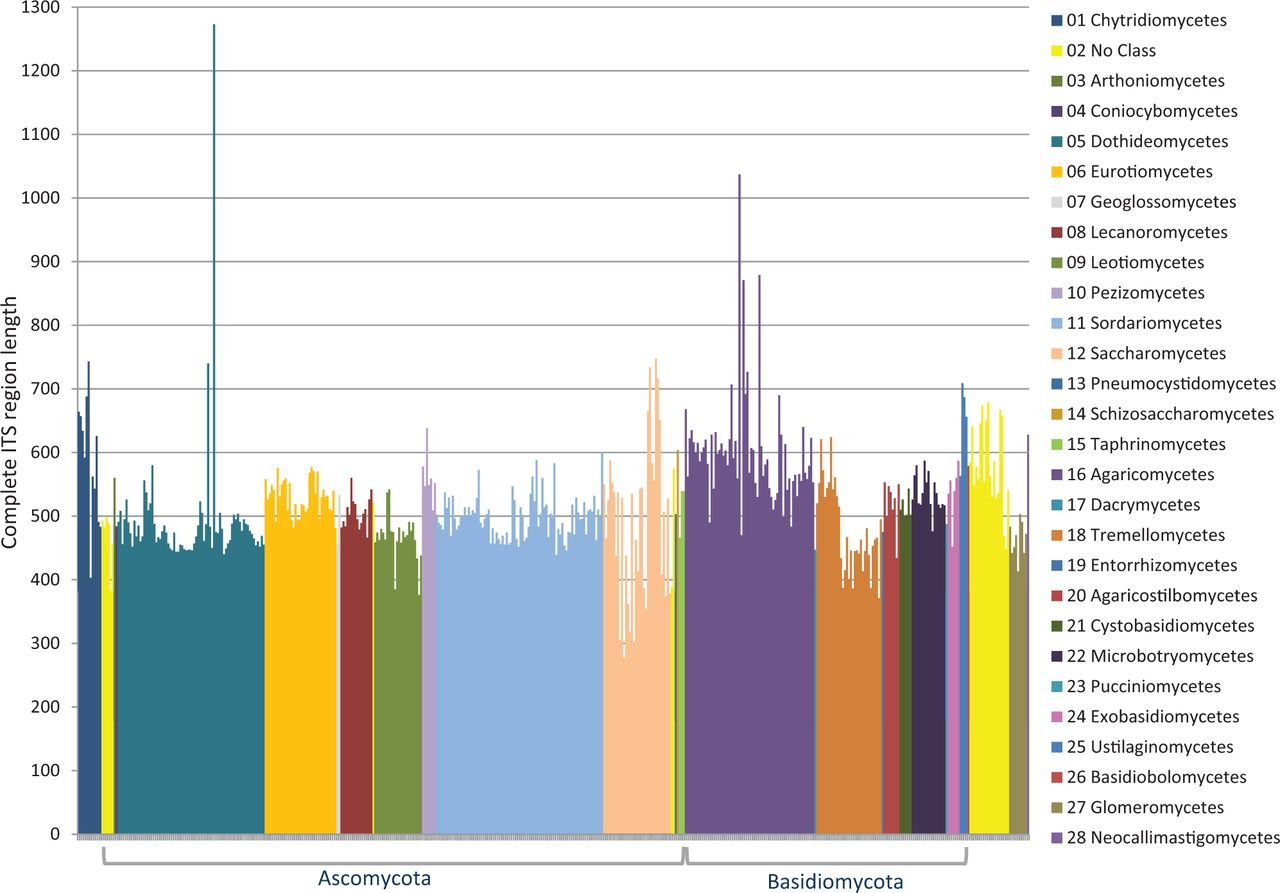 Complete ITS region length
1300
1200
1100
1000
900
800
700
600
500
400
300
200
100
0
Ascomycota
Basidiomycota
01 Chytridiomycetes
02 No Class
03 Arthoniomycetes
04 Coniocybomycetes
05 Dothideomycetes
06 Eurotiomycetes
07 Geoglossomycetes
08 Lecanoromycetes
09 Leotiomycetes
10 Pezizomycetes
11 Sordariomycetes
12 Saccharomycetes
13 Pneumocystidomycetes
14 Schizosaccharomycetes
15 Taphrinomycetes
16 Agaricomycetes
17 Dacrymycetes
18 Tremellomycetes
19 Entorrhizomycetes
20 Agaricostilbomycetes
21 Cystobasidiomycetes
22 Microbotryomycetes
23 Pucciniomycetes
24 Exobasidiomycetes
25 Ustilaginomycetes
26 Basidiobolomycetes
27 Glomeromycetes
28 Neocallimastigomycetes